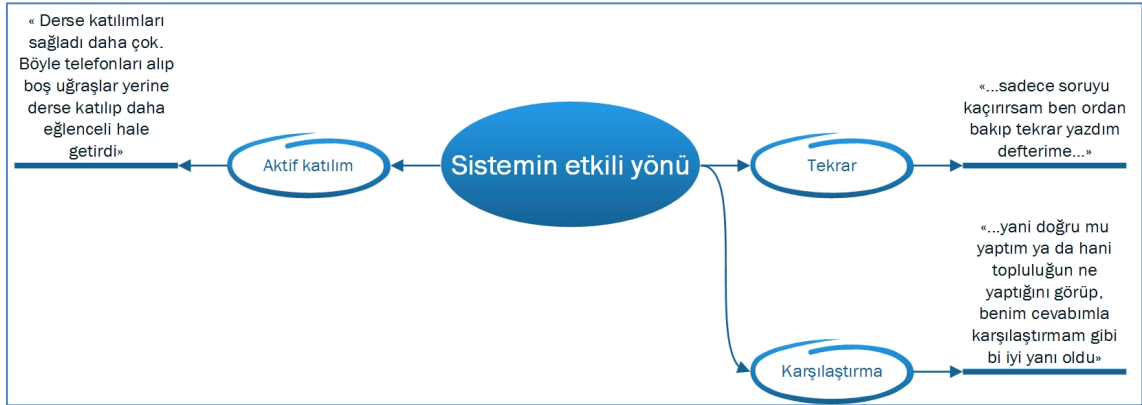 « Derse katılımları
sağladı daha çok.
Böyle telefonları alıp
boş uğraşlar yerine
derse katılıp daha
eğlenceli hale
getirdi»
Aktif katılım
Sistemin etkili yönü
Tekrar
«...sadece soruyu
kaçırırsam ben ordan
bakıp tekrar yazdım
defterime...»
Karşılaştırma
«...yani doğru mu
yaptım ya da hani
topluluğun ne
yaptığını görüp,
benim cevabımla
karşılaştırmam gibi
bi iyi yanı oldu»